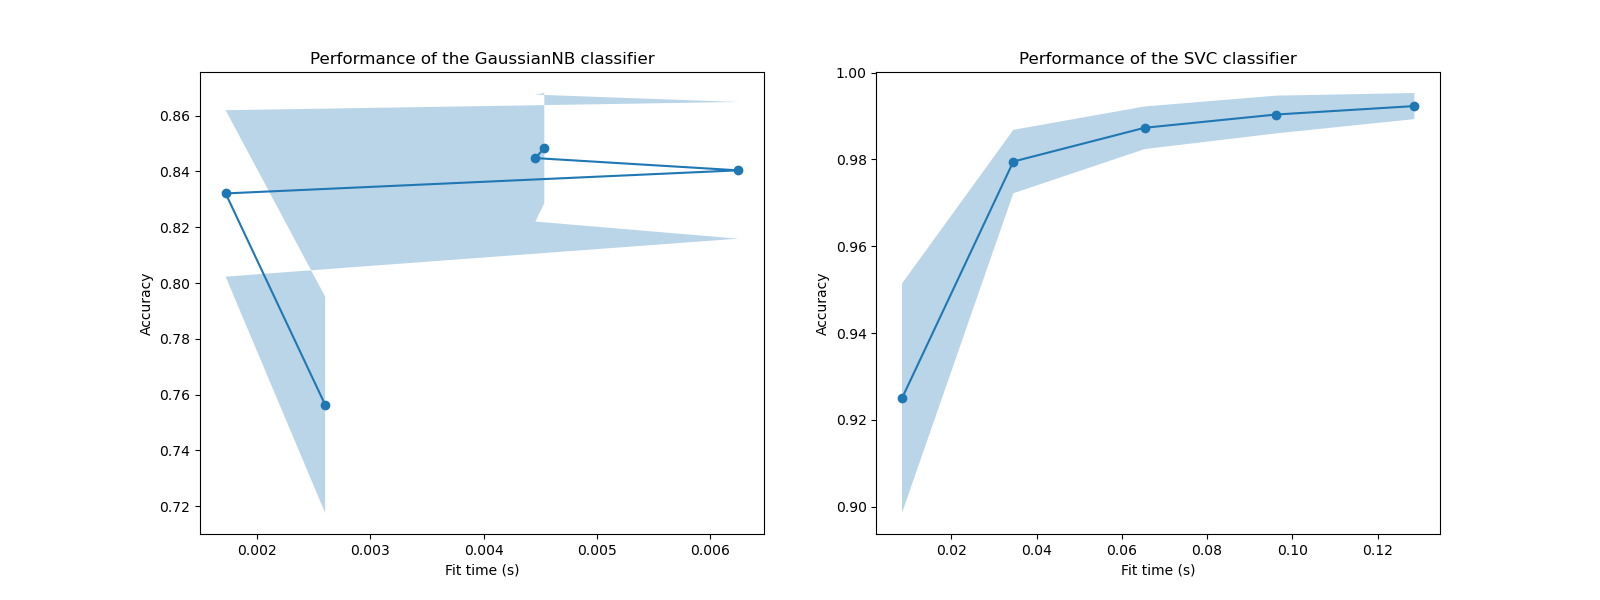 Performance of the GaussianNB classifier
Accuracy
0.86
0.84
0.82
0.80
0.78
0.76
0.74
0.72
0.002 0.003 0.004 0.005 0.006
Fit time (s)
Performance of the SVC classifier
Accuracy
1.00
0.98
0.96
0.94
0.92
0.90
0.02 0.04 0.06 0.08 0.10 0.12
Fit time (s)